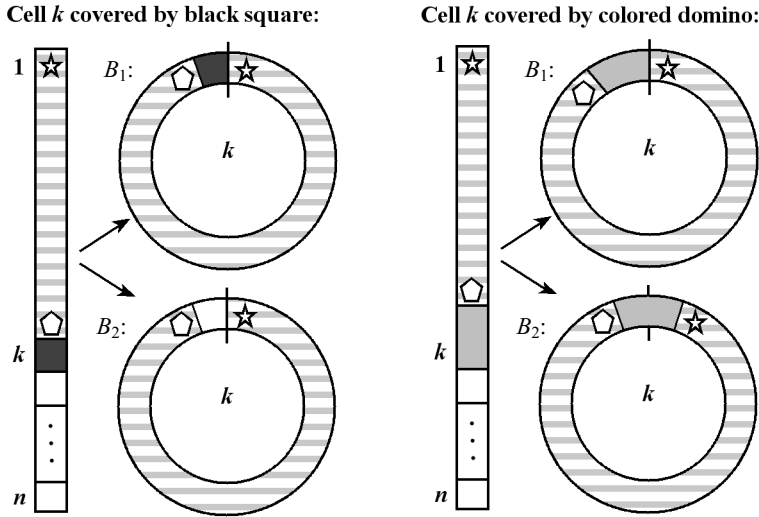 Cell k covered by black square:
1
B₁:
k
k
B₂:
k
n
Cell k covered by colored domino:
1
B₁:
k
k
B₂:
k
n